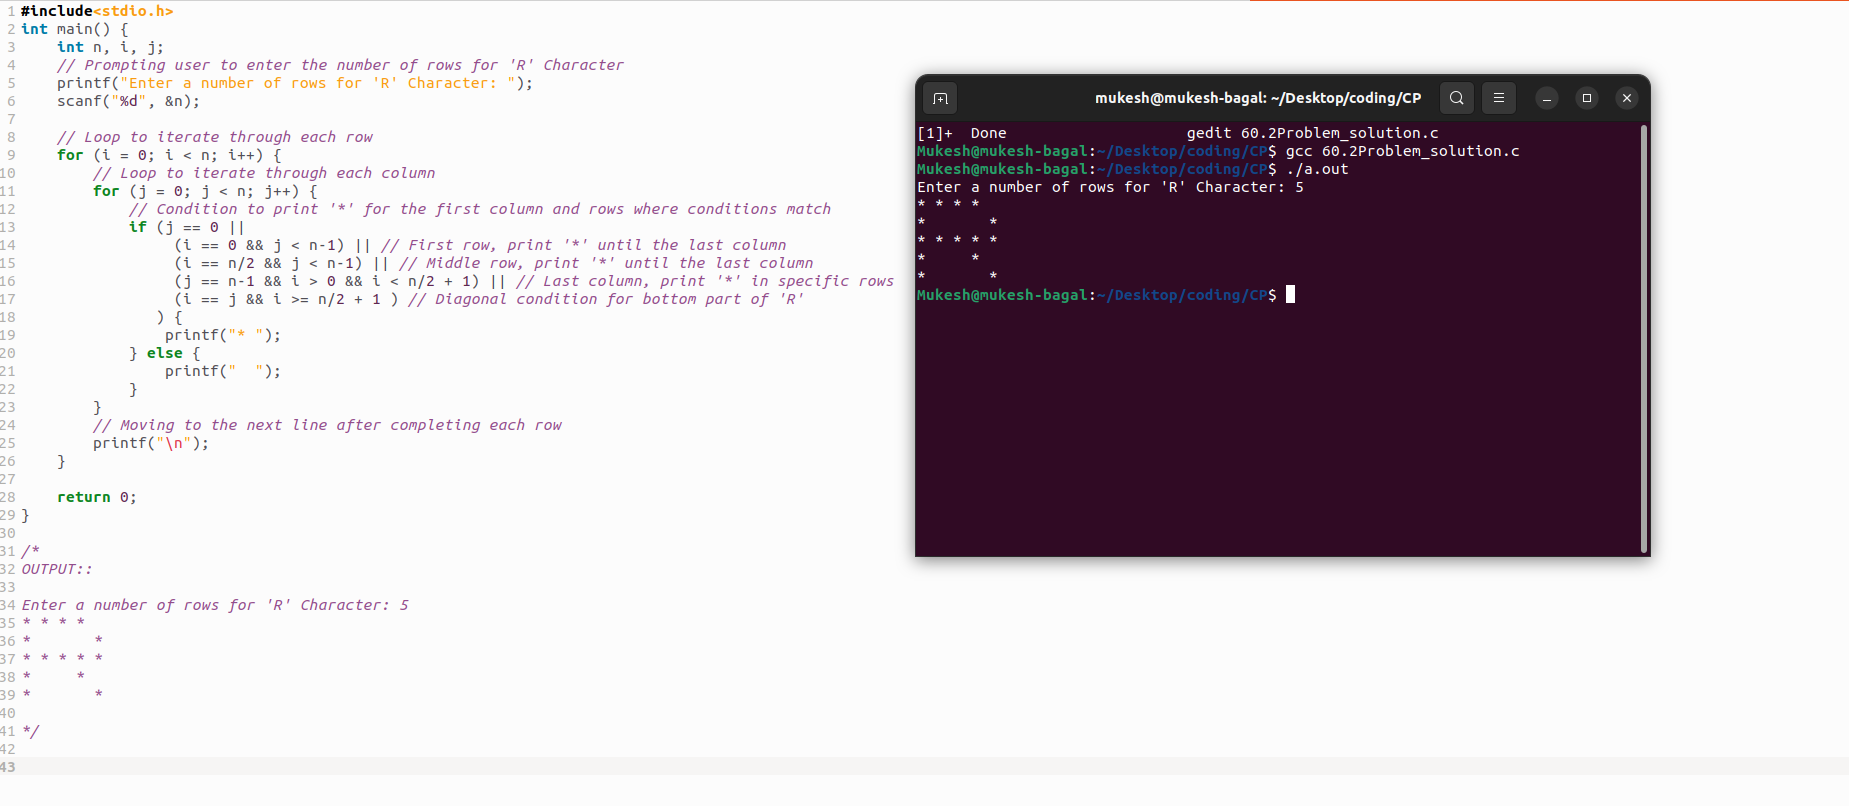 1 #include<stdio.h>
2 int main() {
3     int n, i, j;
4     // Prompting user to enter the number of rows for 'R' Character
5     printf("Enter a number of rows for 'R' Character: ");
6     scanf("%d", &n);
7
8     // Loop to iterate through each row
9     for (i = 0; i < n; i++) {
10         // Loop to iterate through each column
11         for (j = 0; j < n; j++) {
12             // Condition to print '*' for the first column and rows where conditions match
13             if (j == 0 ||
14                  (i == 0 && j < n-1) || // First row, print '*' until the last column
15                  (i == n/2 && j < n-1) || // Middle row, print '*' until the last column
16                  (j == n-1 && i > 0 && i < n/2 + 1) || // Last column, print '*' in specific rows
17                  (i == j && i >= n/2 + 1 ) // Diagonal condition for bottom part of 'R'
18                ) {
19                 printf("* ");
20             } else {
21                 printf("  ");
22             }
23         }
24         // Moving to the next line after completing each row
25         printf("\n");
26     }
27
28     return 0;
29 }
30
31 /*
32 OUTPUT::
33
34 Enter a number of rows for 'R' Character: 5
35 * * * *
36 *       *
37 * * * * *
38 *     *
39 *       *
40
41 */
42
43
mukesh@mukesh-bagal: ~/Desktop/coding/CP
[1]+  Done                    gedit 60.2Problem_solution.c
Mukesh@mukesh-bagal:~/Desktop/coding/CP$ gcc 60.2Problem_solution.c
Mukesh@mukesh-bagal:~/Desktop/coding/CP$ ./a.out
Enter a number of rows for 'R' Character: 5
* * * *
*       *
* * * * *
*     *
*       *
Mukesh@mukesh-bagal:~/Desktop/coding/CP$